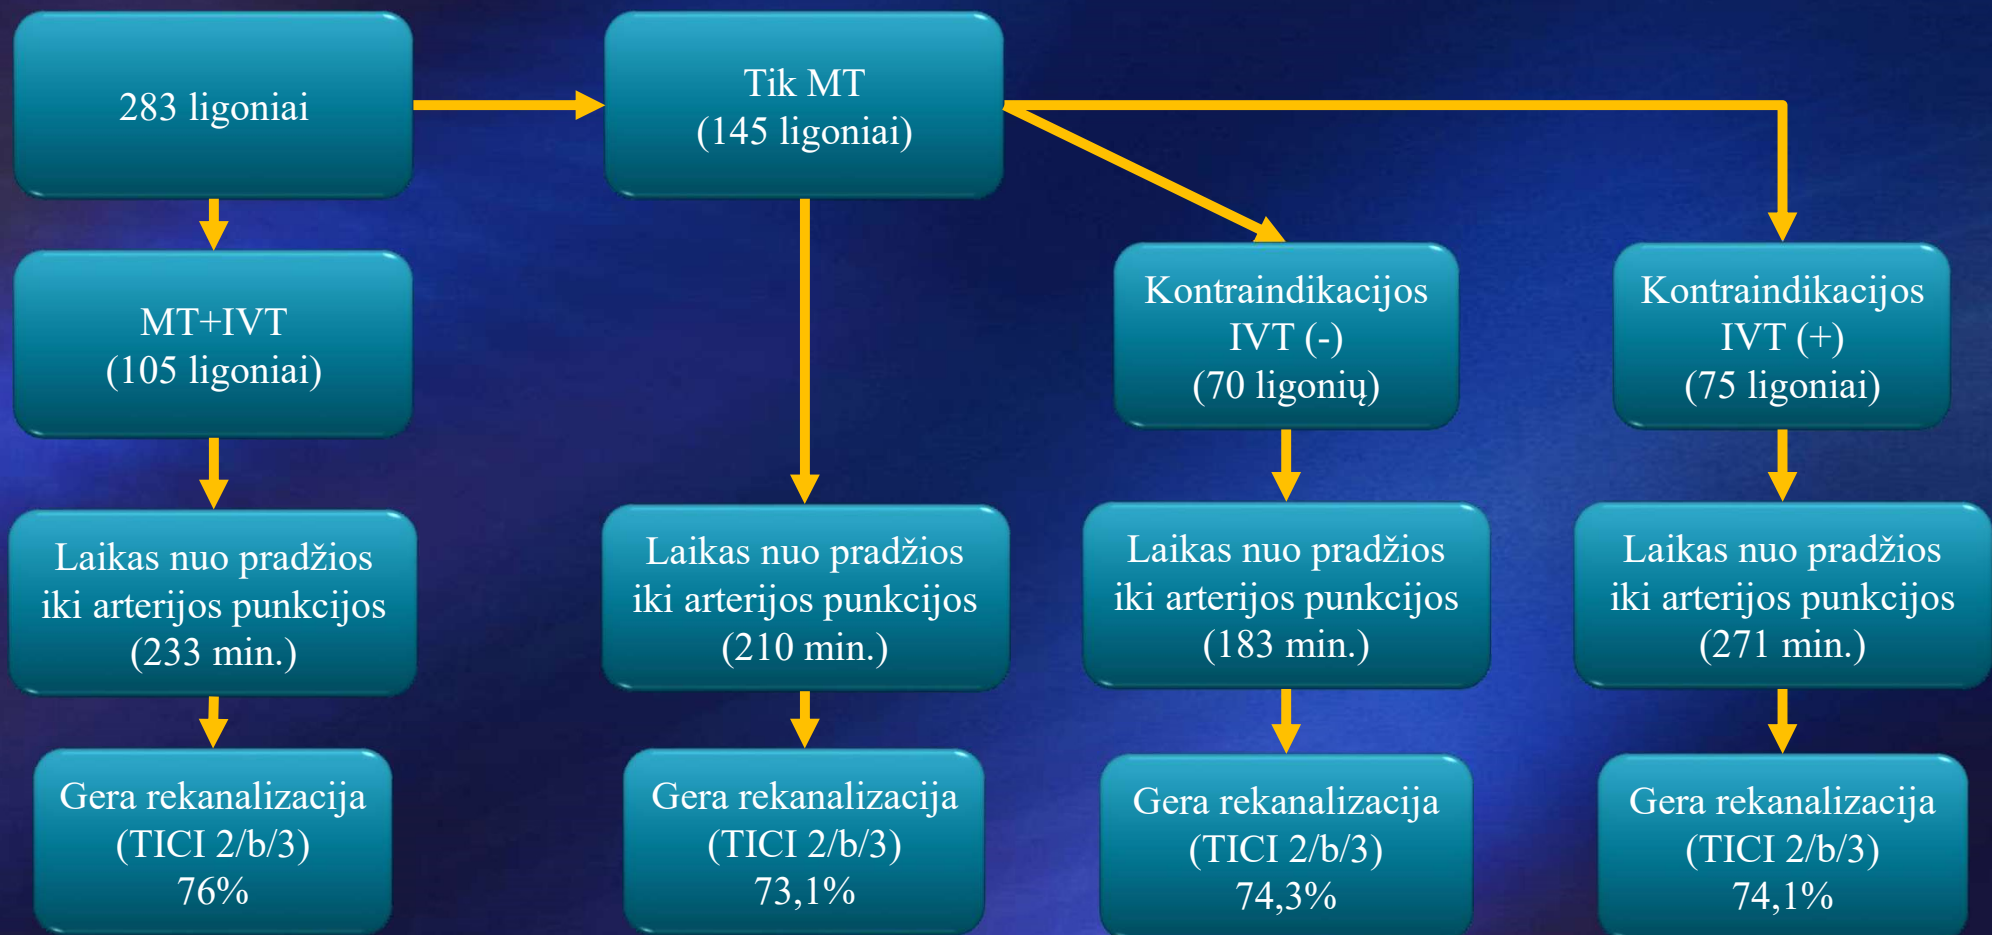 283 ligoniai
Tik MT
(145 ligoniai)
MT+IVT
(105 ligoniai)
Kontraindikacijos
IVT (-)
(70 ligonių)
Kontraindikacijos
IVT (+)
(75 ligoniai)
Laikas nuo pradžios
iki arterijos punkcijos
(233 min.)
Laikas nuo pradžios
iki arterijos punkcijos
(210 min.)
Laikas nuo pradžios
iki arterijos punkcijos
(183 min.)
Laikas nuo pradžios
iki arterijos punkcijos
(271 min.)
Gera rekanalizacija
(TICI 2/b/3)
76%
Gera rekanalizacija
(TICI 2/b/3)
73,1%
Gera rekanalizacija
(TICI 2/b/3)
74,3%
Gera rekanalizacija
(TICI 2/b/3)
74,1%